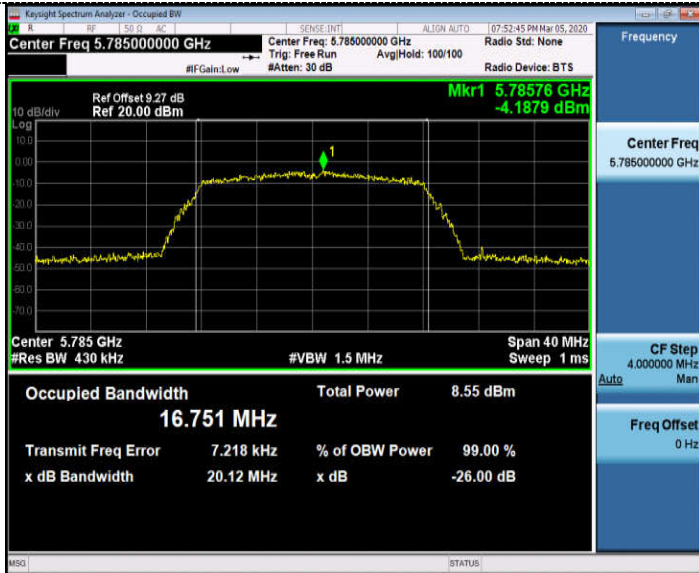 Keysight Spectrum Analyzer - Occupied BW
R RF 50 Ω AC SENSE:INT ALIGN AUTO 07:52:45 PM Mar 05, 2020
Center Freq 5.785000000 GHz
Center Freq: 5.785000000 GHz Radio Std: None
Trig: Free Run Avg|Hold: 100/100
#IFGain:Low #Atten: 30 dB Radio Device: BTS
Frequency
Mkr1 5.78576 GHz
-4.1879 dBm
Ref Offset 9.27 dB
10 dB/div Ref 20.00 dBm
Log
10.0
0.00
-10.0
-20.0
-30.0
-40.0
-50.0
-60.0
-70.0
1
Center 5.785 GHz Span 40 MHz
#Res BW 430 kHz #VBW 1.5 MHz Sweep 1 ms
Occupied Bandwidth Total Power 8.55 dBm
16.751 MHz
Transmit Freq Error 7.218 kHz % of OBW Power 99.00 %
x dB Bandwidth 20.12 MHz x dB -26.00 dB
Center Freq
5.785000000 GHz
CF Step
4.000000 MHz
Auto Man
Freq Offset
0 Hz
MSG STATUS